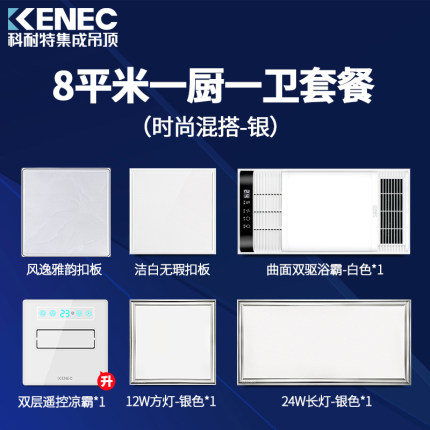 KENEC
科耐特集成吊顶
8平米一厨一卫套餐
(时尚混搭-银)
KENEC
风逸雅韵扣板
洁白无瑕扣板
曲面双驱浴霸-白色*1
23
KENEC
升
双层遥控凉霸*1
12W方灯-银色*1
24W长灯-银色*1